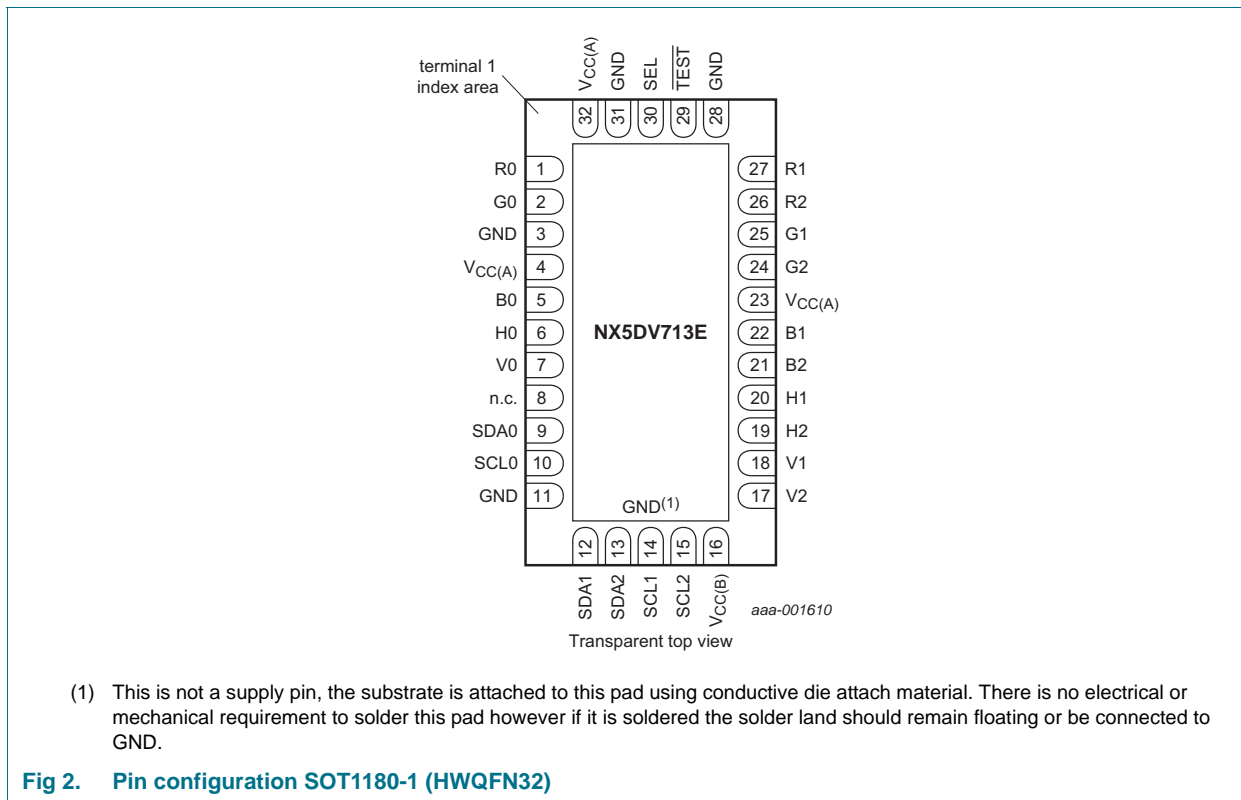 terminal 1
index area
VCC(A)
GND
SEL
TEST
GND
32
31
30
29
28
R0 1
G0 2
GND 3
VCC(A) 4
B0 5
H0 6
V0 7
n.c. 8
SDA0 9
SCL0 10
GND 11
NX5DV713E
GND(1)
27 R1
26 R2
25 G1
24 G2
23 VCC(A)
22 B1
21 B2
20 H1
19 H2
18 V1
17 V2
12
13
14
15
16
SDA1
SDA2
SCL1
SCL2
VCC(B)
aaa-001610
Transparent top view
(1) This is not a supply pin, the substrate is attached to this pad using conductive die attach material. There is no electrical or
mechanical requirement to solder this pad however if it is soldered the solder land should remain floating or be connected to
GND.
Fig 2. Pin configuration SOT1180-1 (HWQFN32)